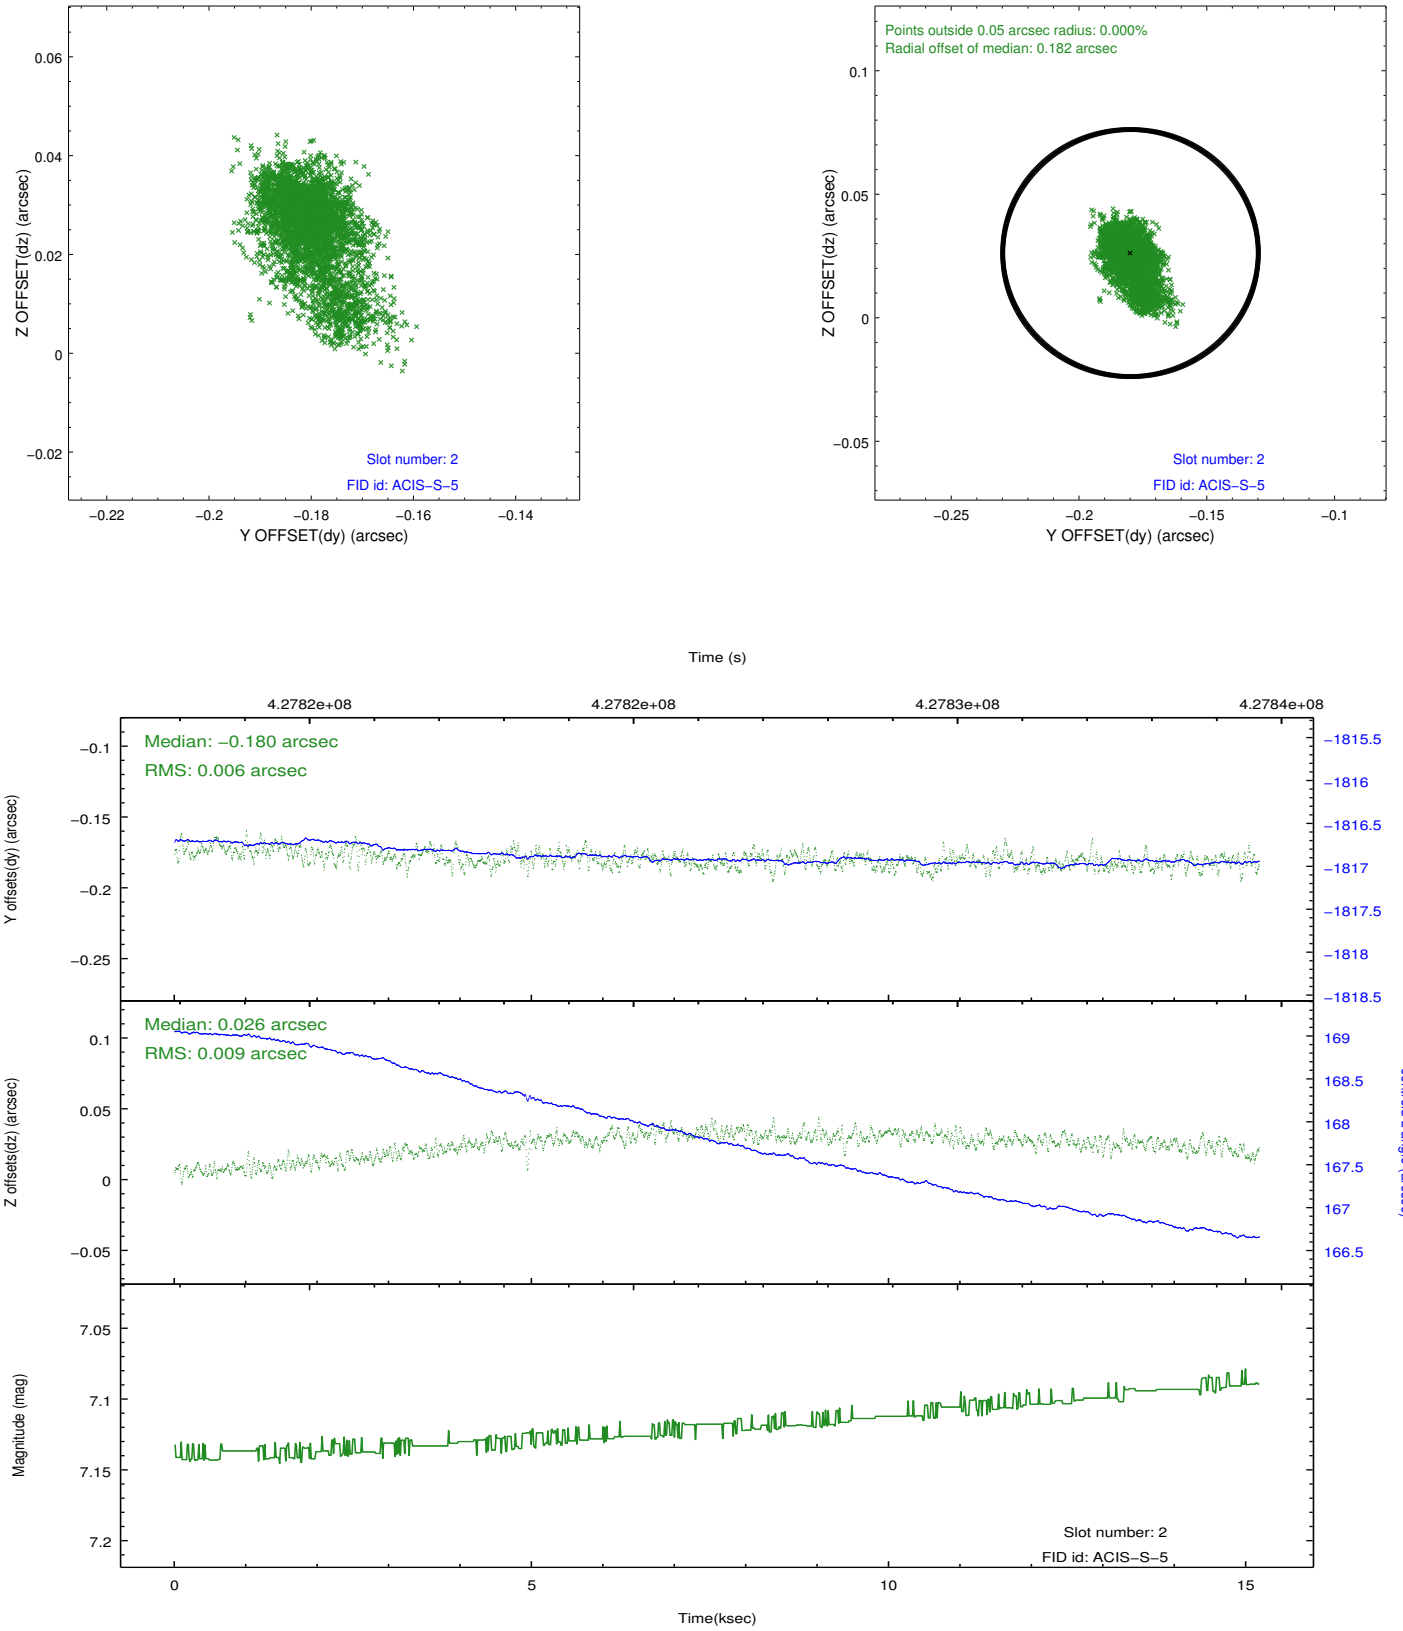 0.06
0.04
0.02
0
−0.02
−0.22
−0.2
−0.18
−0.16
−0.14
Z OFFSET(dz) (arcsec)
Y OFFSET(dy) (arcsec)
Slot number: 2
FID id: ACIS−S−5
Points outside 0.05 arcsec radius: 0.000%
Radial offset of median: 0.182 arcsec
0.1
0.05
0
−0.05
−0.25
−0.2
−0.15
−0.1
Z OFFSET(dz) (arcsec)
Y OFFSET(dy) (arcsec)
Slot number: 2
FID id: ACIS−S−5
Time (s)
4.2782e+08
4.2782e+08
4.2783e+08
4.2784e+08
Median: −0.180 arcsec
RMS: 0.006 arcsec
−0.1
−0.15
−0.2
−0.25
Y offsets(dy) (arcsec)
−1815.5
−1816
−1816.5
−1817
−1817.5
−1818
−1818.5
Median: 0.026 arcsec
RMS: 0.009 arcsec
0.1
0.05
0
−0.05
Z offsets(dz) (arcsec)
169
168.5
168
167.5
167
166.5
7.05
7.1
7.15
7.2
Magnitude (mag)
Slot number: 2
FID id: ACIS−S−5
0
5
10
15
Time(ksec)